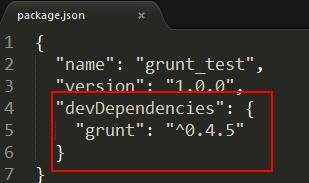 package.json ×
1 {
2 "name": "grunt_test",
3 "version": "1.0.0",
4 "devDependencies": {
5 "grunt": "^0.4.5"
6 }
7 }